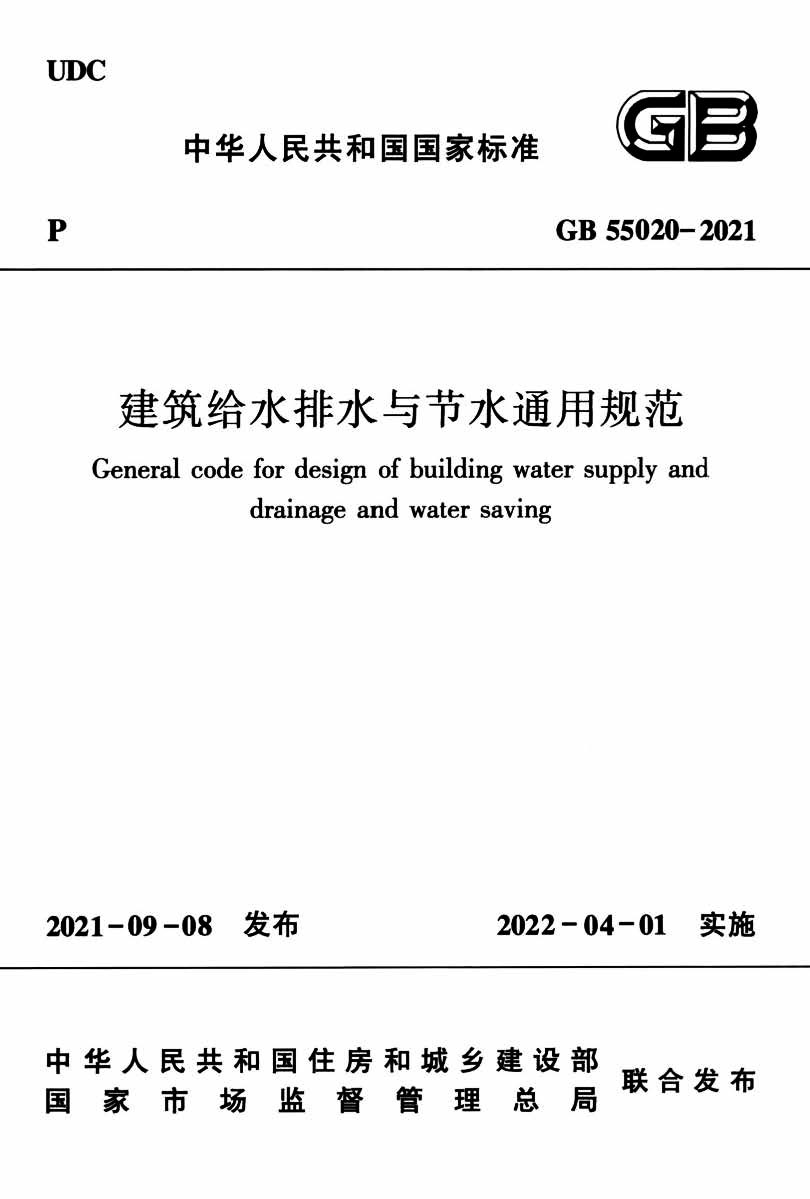 UDC
GB
中华人民共和国国家标准
P
GB 55020-2021
建筑给水排水与节水通用规范
General code for design of building water supply and
drainage and water saving
2021-09-08 发布
2022-04-01 实施
中华人民共和国住房和城乡建设部
国家市场监督管理总局
联合发布